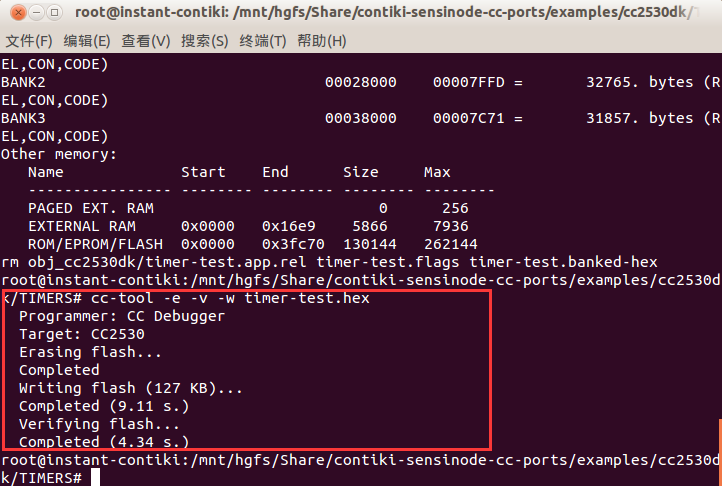 root@instant-contiki: /mnt/hgfs/Share/contiki-sensinode-cc-ports/examples/cc2530dk/
文件(F) 编辑(E) 查看(V) 搜索(S) 终端(T) 帮助(H)
EL,CON,CODE)
BANK2 00028000 00007FFD = 32765. bytes (R
EL,CON,CODE)
BANK3 00038000 00007C71 = 31857. bytes (R
EL,CON,CODE)
Other memory:
Name Start End Size Max
---------------- -------- -------- -------- --------
PAGED EXT. RAM 0 256
EXTERNAL RAM 0x0000 0x16e9 5866 7936
ROM/EPROM/FLASH 0x0000 0x3fc70 130144 262144
rm obj_cc2530dk/timer-test.app.rel timer-test.flags timer-test.banked-hex
root@instant-contiki:/mnt/hgfs/Share/contiki-sensinode-cc-ports/examples/cc2530d
k/TIMERS# cc-tool -e -v -w timer-test.hex
Programmer: CC Debugger
Target: CC2530
Erasing flash...
Completed
Writing flash (127 KB)...
Completed (9.11 s.)
Verifying flash...
Completed (4.34 s.)
root@instant-contiki:/mnt/hgfs/Share/contiki-sensinode-cc-ports/examples/cc2530d
k/TIMERS#